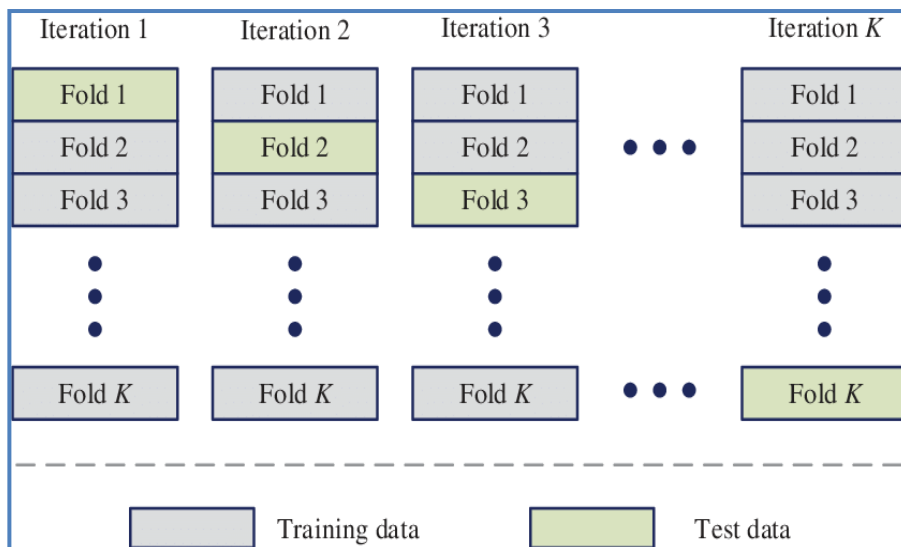 Iteration 1 Iteration 2 Iteration 3 Iteration K
Fold 1 Fold 1 Fold 1 Fold 1
Fold 2 Fold 2 Fold 2 Fold 2
Fold 3 Fold 3 Fold 3 Fold 3
Fold K Fold K Fold K Fold K
Training data Test data